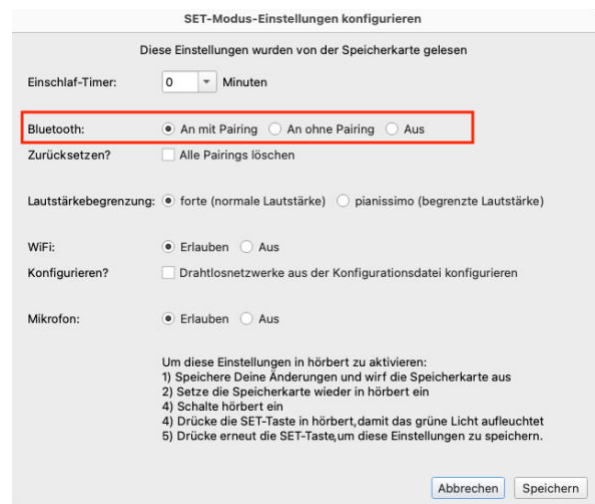 SET-Modus-Einstellungen konfigurieren
Diese Einstellungen wurden von der Speicherkarte gelesen
Einschlaf-Timer: 0 Minuten
Bluetooth: An mit Pairing An ohne Pairing Aus
Zurücksetzen? Alle Pairings löschen
Lautstärkebegrenzung: forte (normale Lautstärke) pianissimo (begrenzte Lautstärke)
WiFi: Erlauben Aus
Konfigurieren? Drahtlosnetzwerke aus der Konfigurationsdatei konfigurieren
Mikrofon: Erlauben Aus
Um diese Einstellungen in hörbert zu aktivieren:
1) Speichere Deine Änderungen und wirf die Speicherkarte aus
2) Setze die Speicherkarte wieder in hörbert ein
4) Schalte hörbert ein
4) Drücke die SET-Taste in hörbert,damit das grüne Licht aufleuchtet
5) Drücke erneut die SET-Taste,um diese Einstellungen zu speichern.
Abbrechen Speichern